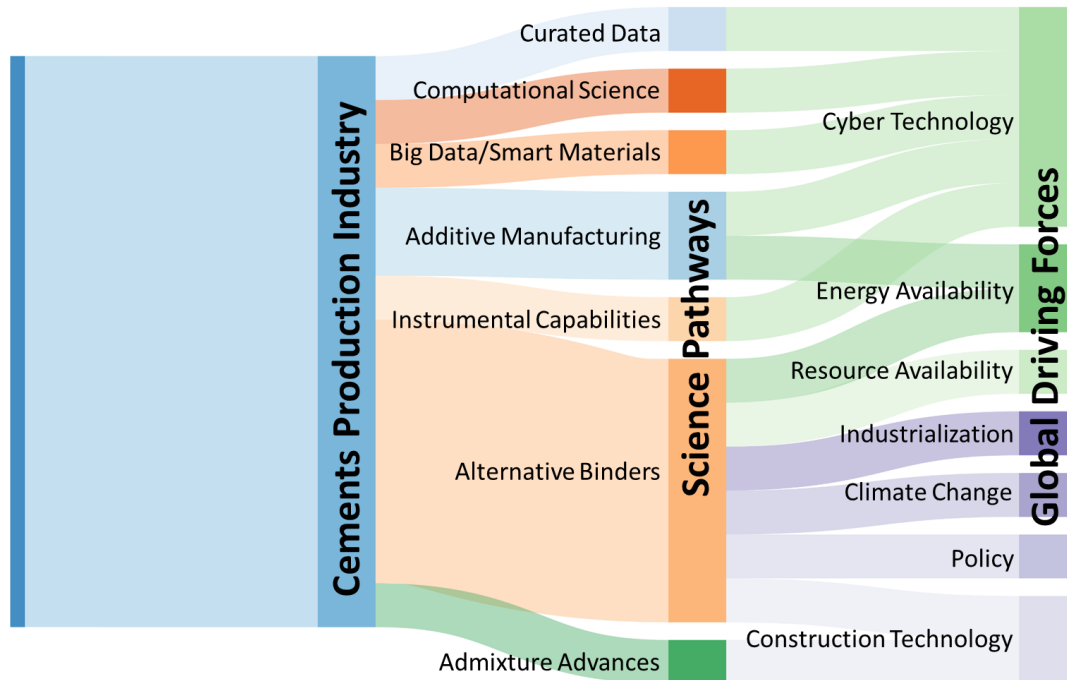 Cements Production Industry
Curated Data
Computational Science
Big Data/Smart Materials
Additive Manufacturing
Instrumental Capabilities
Alternative Binders
Admixture Advances
Science Pathways
Cyber Technology
Energy Availability
Resource Availability
Industrialization
Climate Change
Policy
Construction Technology
Global Driving Forces